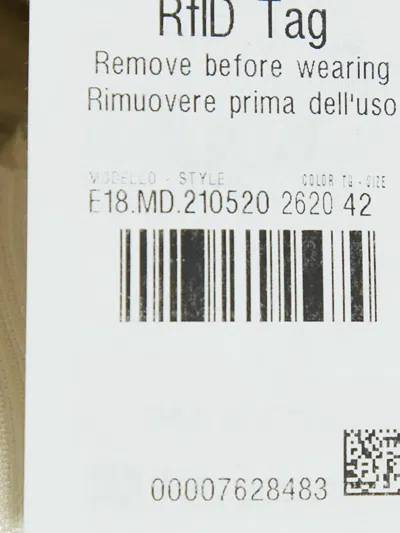 RfID Tag
Remove before wearing
Rimuovere prima dell'uso
MODELLO - STYLE COLOR TG - SIZE
E18.MD.210520 2620 42
00007628483